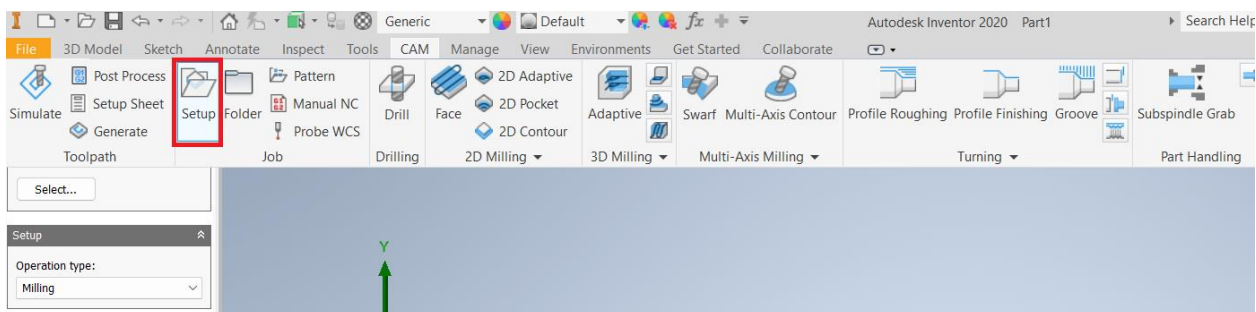 Generic Default fx Autodesk Inventor 2020 Part1 Search Help
File 3D Model Sketch Annotate Inspect Tools CAM Manage View Environments Get Started Collaborate
Simulate Post Process Setup Sheet Generate
Setup Folder Pattern Manual NC Probe WCS
Drill
Face 2D Adaptive 2D Pocket 2D Contour
Adaptive
Swarf Multi-Axis Contour
Profile Roughing Profile Finishing Groove
Subspindle Grab
Toolpath Job Drilling 2D Milling 3D Milling Multi-Axis Milling Turning Part Handling
Select...
Setup
Operation type:
Milling
Y